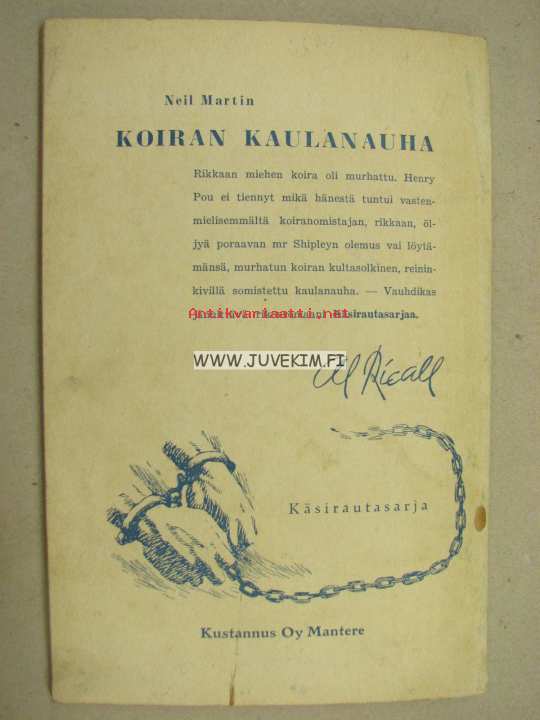 Neil Martin
KOIRAN KAULANAUHA
Rikkaan miehen koira oli murhattu. Henry
Pou ei tiennyt mikä hänestä tuntui vasten-
mielisemmältä koiranomistajan, rikkaan, öl-
jyä poraavan mr Shipleyn olemus vai löytä-
mänsä, murhatun koiran kultasolkinen, reinin-
kivillä somistettu kaulanauha. — Vauhdikas
Käsirautasarjaa.
Antikvariaatti.net
WWW.JUVEKIM.FI
Käsirautasarja
Kustannus Oy Mantere